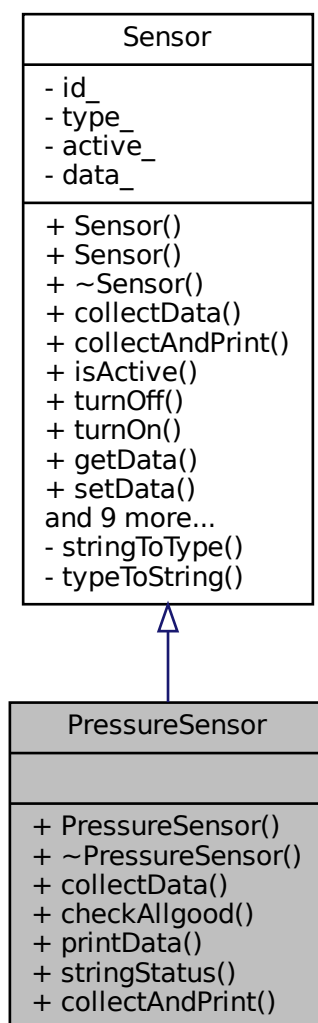 Sensor
- id_
- type_
- active_
- data_
+ Sensor()
+ Sensor()
+ ~Sensor()
+ collectData()
+ collectAndPrint()
+ isActive()
+ turnOff()
+ turnOn()
+ getData()
+ setData()
and 9 more...
- stringToType()
- typeToString()
PressureSensor
+ PressureSensor()
+ ~PressureSensor()
+ collectData()
+ checkAllgood()
+ printData()
+ stringStatus()
+ collectAndPrint()